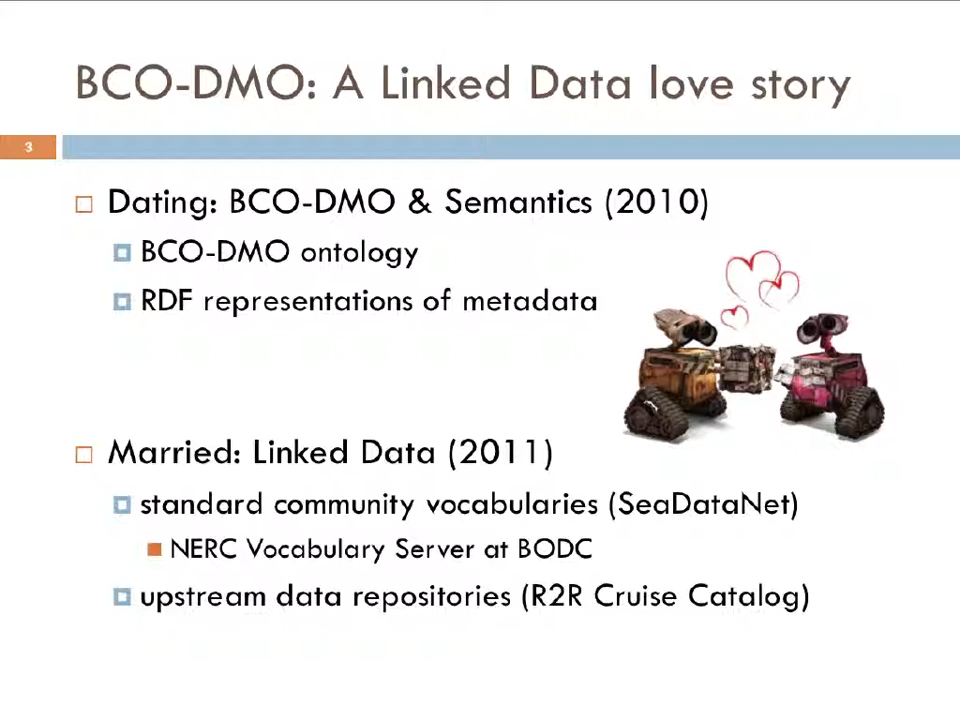 BCO-DMO: A Linked Data love story
3
Dating: BCO-DMO & Semantics (2010)
BCO-DMO ontology
RDF representations of metadata
Married: Linked Data (2011)
standard community vocabularies (SeaDataNet)
NERC Vocabulary Server at BODC
upstream data repositories (R2R Cruise Catalog)